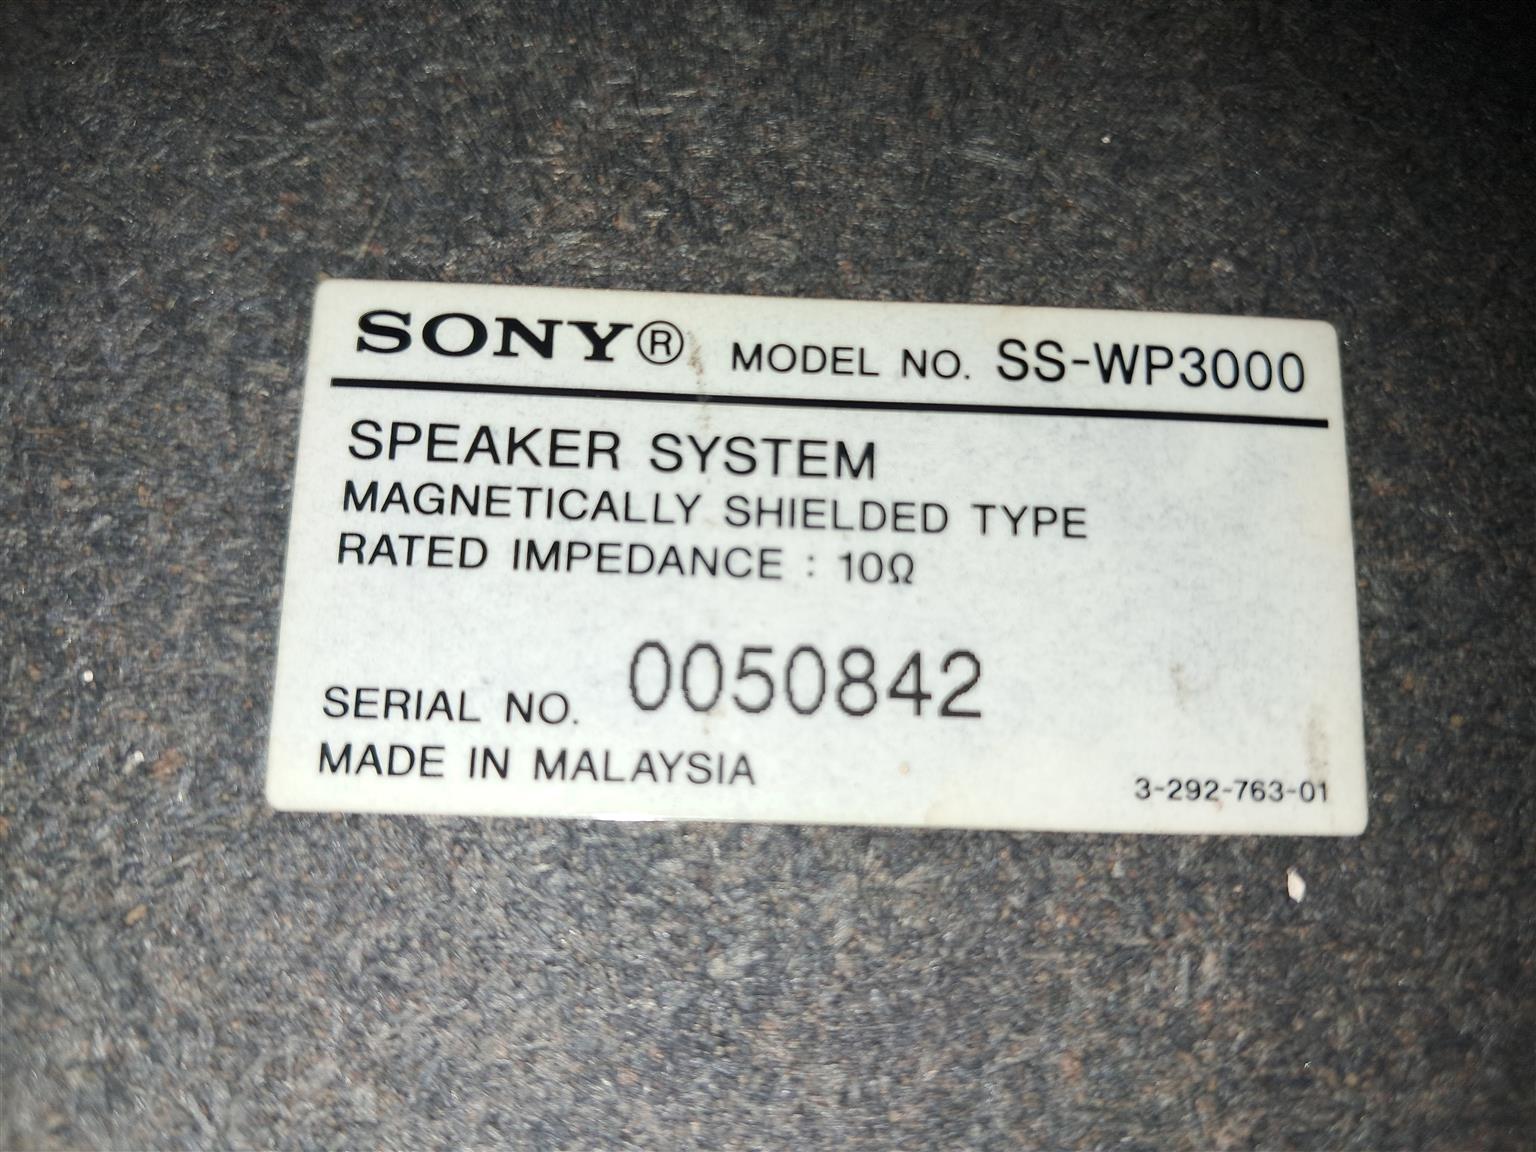 SONY® MODEL NO. SS-WP3000
SPEAKER SYSTEM
MAGNETICALLY SHIELDED TYPE
RATED IMPEDANCE : 10Ω
SERIAL NO. 0050842
MADE IN MALAYSIA 3-292-763-01